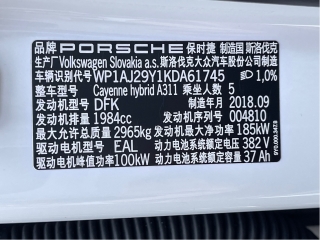 品牌 PORSCHE 保时捷 制造国 斯洛伐克
生产厂 Volkswagen Slovakia a.s. 斯洛伐克大众汽车股份公司
车辆识别代号 WP1AJ29Y1KDA61745 1,0%
整车型号 Cayenne hybrid A311 乘坐人数 5
发动机型号 DFK 制造年月 2018.09
发动机排量 1984cc 发动机序列号 004810
最大允许总质量 2965kg 发动机最大净功率 185kW
驱动电机型号 EAL 动力电池系统额定电压 382 V
驱动电机峰值功率 100kW 动力电池系统额定容量 37 Ah